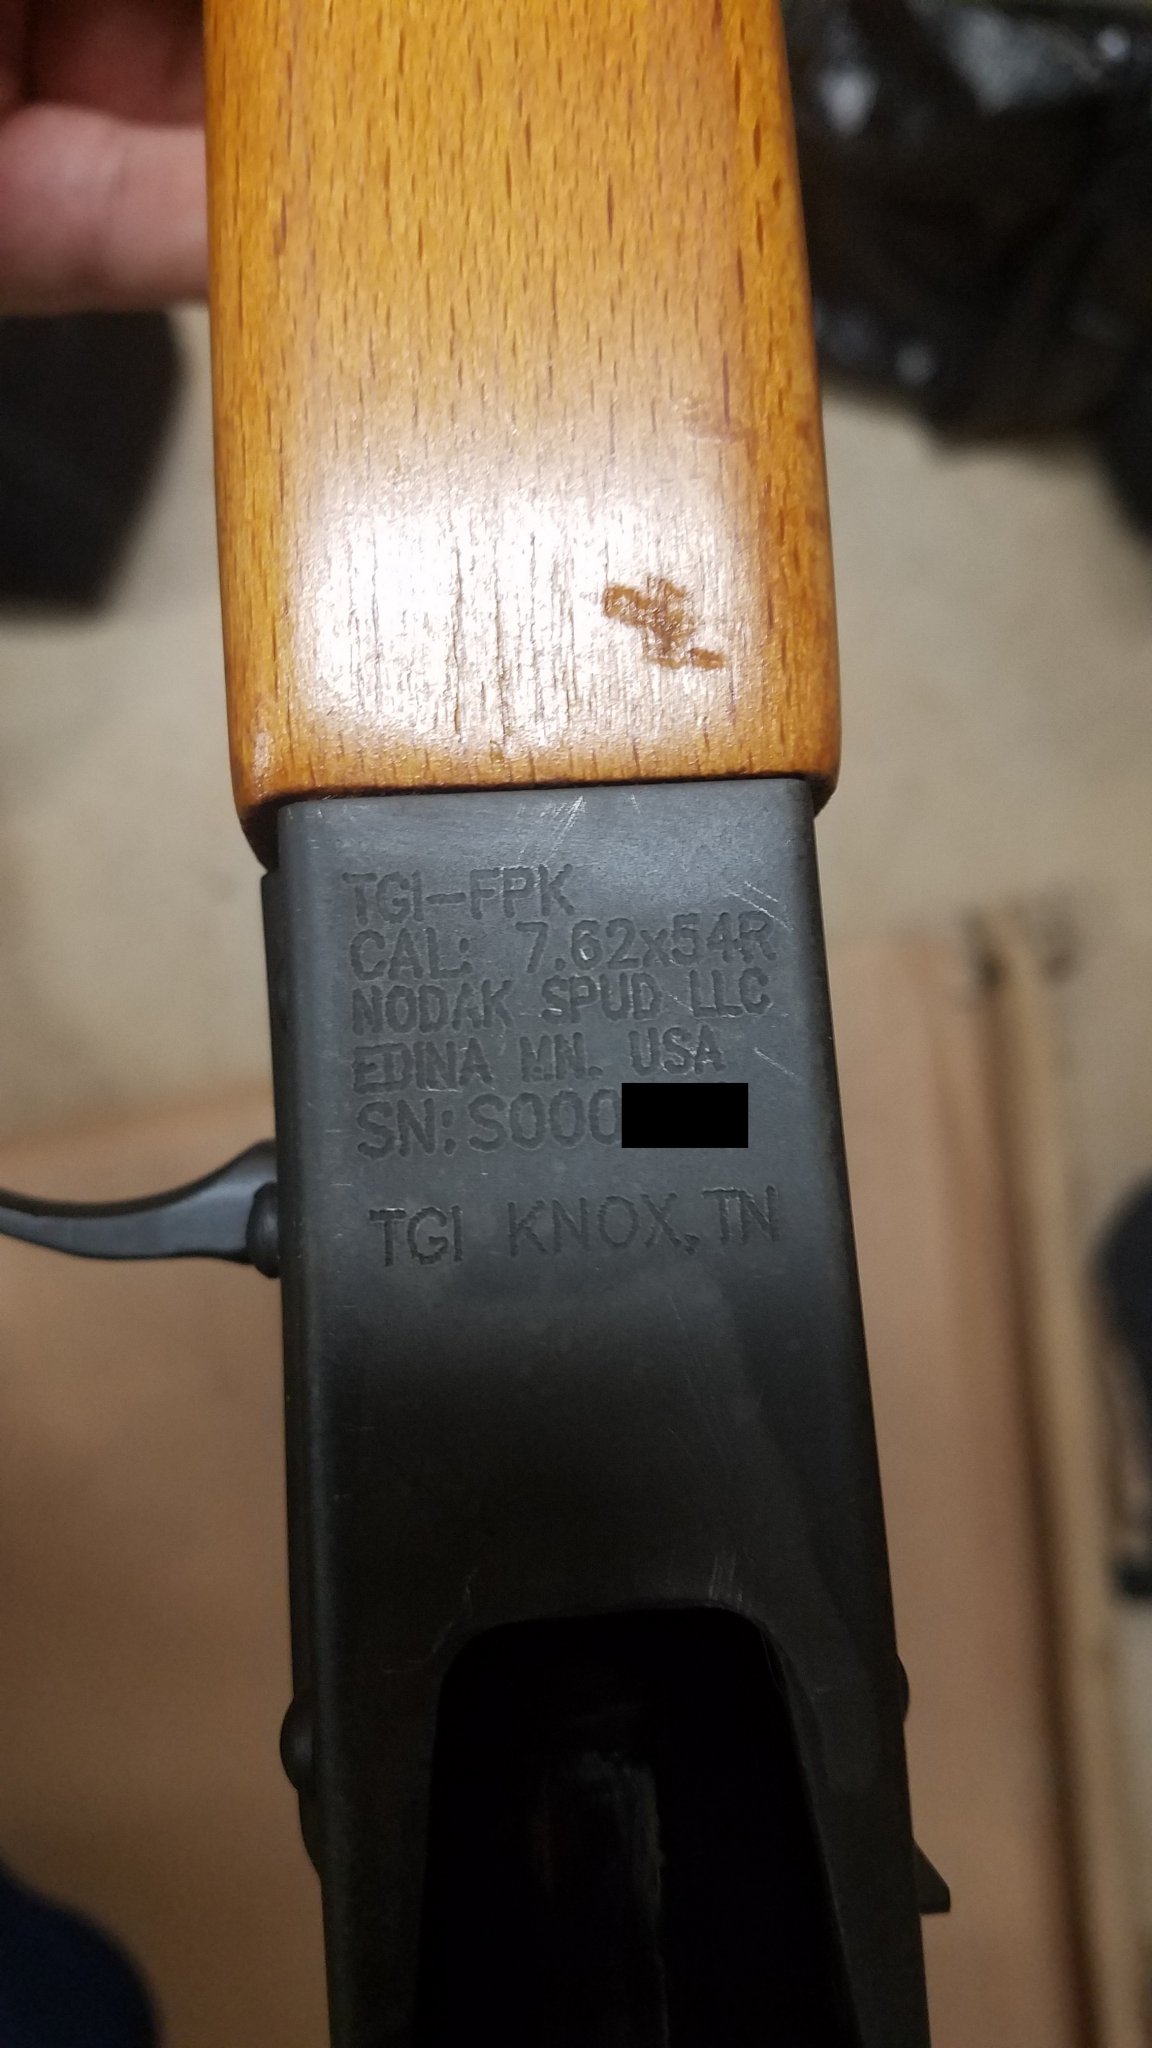 TGI-FPK
CAL: 7.62x54R
NODAK SPUD LLC
EDINA MN. USA
SN: S000
TGI KNOX, TN